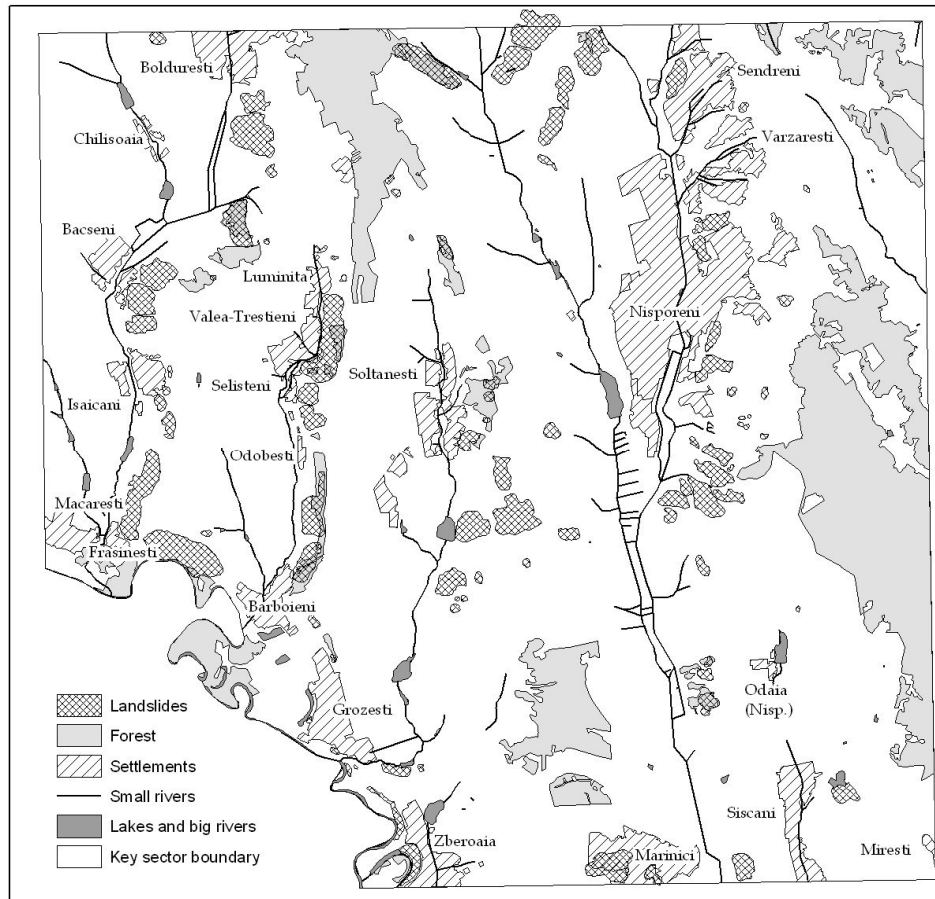 Bolduresti
Sendreni
Chilisoaia
Varzaresti
Bacseni
Luminita
Valea-Trestieni
Nisporeni
Soltanesti
Selisteni
Isaicani
Odobesti
Macaresti
Frasinesti
Barboieni
Odaia
(Nisp.)
Grozesti
Siscani
Zberoaia
Marinici
Miresti
Landslides
Forest
Settlements
Small rivers
Lakes and big rivers
Key sector boundary